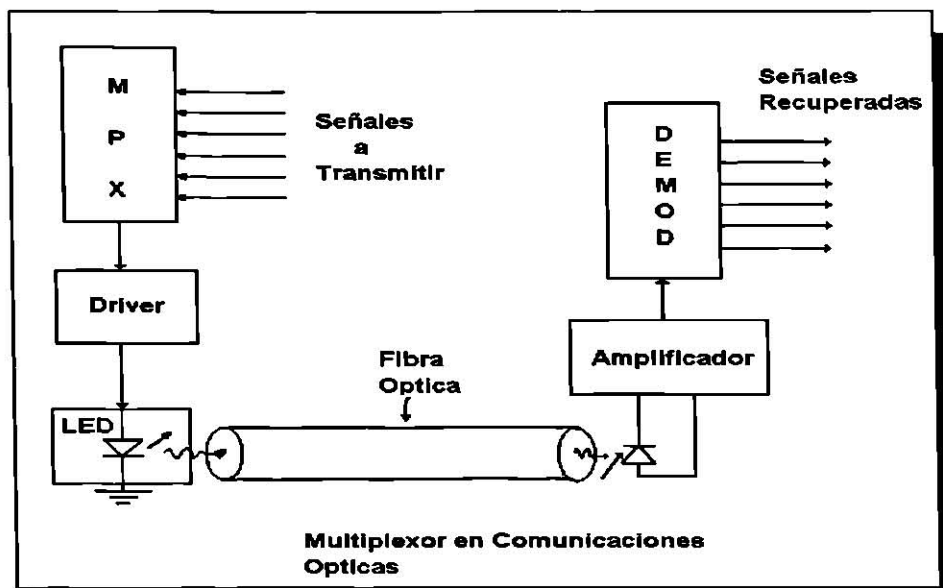 M
P
X
Señales
a
Transmitir
Driver
LED
Fibra
Optica
Señales
Recuperadas
D
E
M
O
D
Amplificador
Multiplexor en Comunicaciones
Opticas